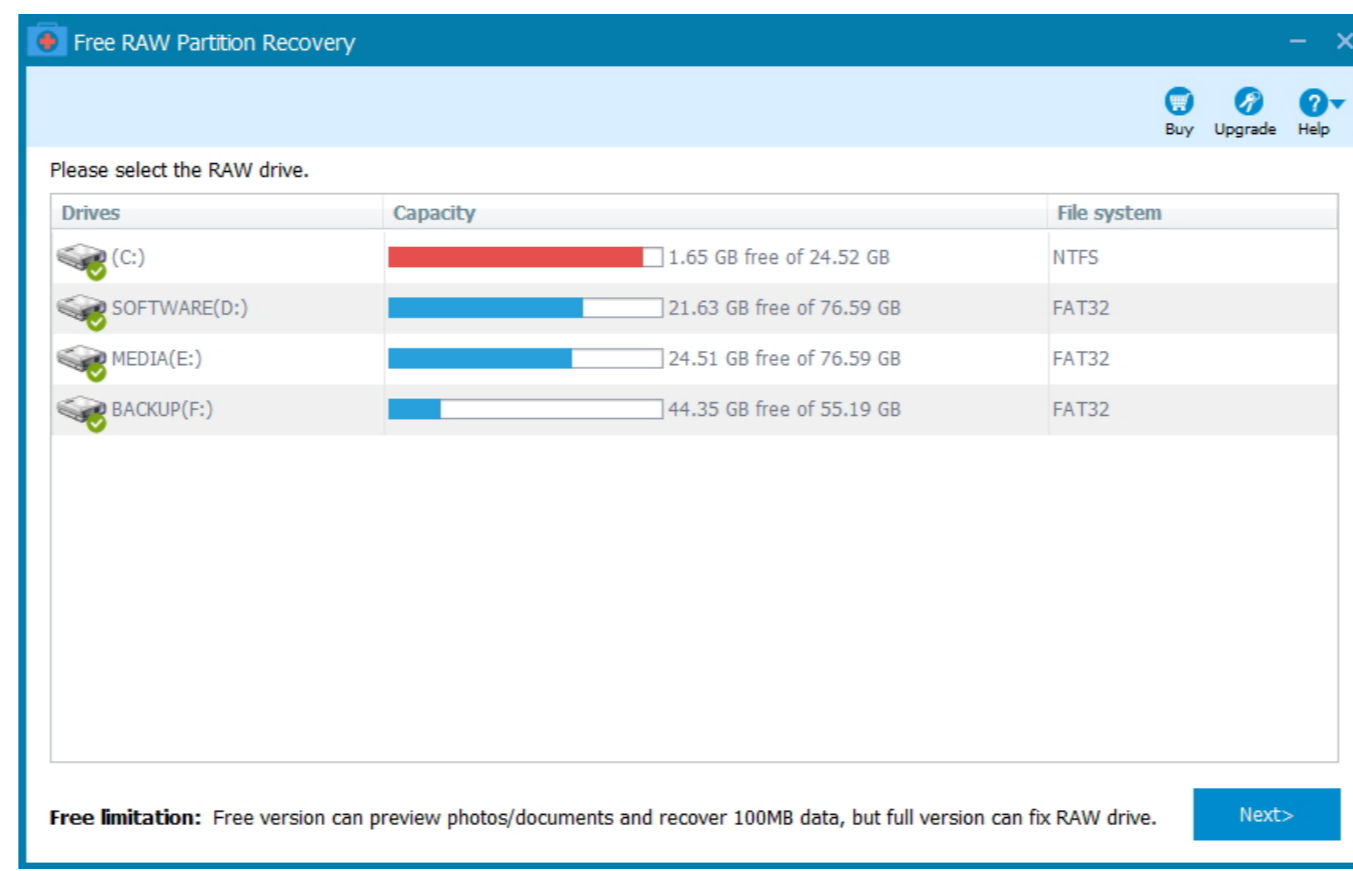 Free RAW Partition Recovery
Buy Upgrade Help
Please select the RAW drive.
Drives Capacity File system
(C:) 1.65 GB free of 24.52 GB NTFS
SOFTWARE(D:) 21.63 GB free of 76.59 GB FAT32
MEDIA(E:) 24.51 GB free of 76.59 GB FAT32
BACKUP(F:) 44.35 GB free of 55.19 GB FAT32
Free limitation: Free version can preview photos/documents and recover 100MB data, but full version can fix RAW drive. Next>